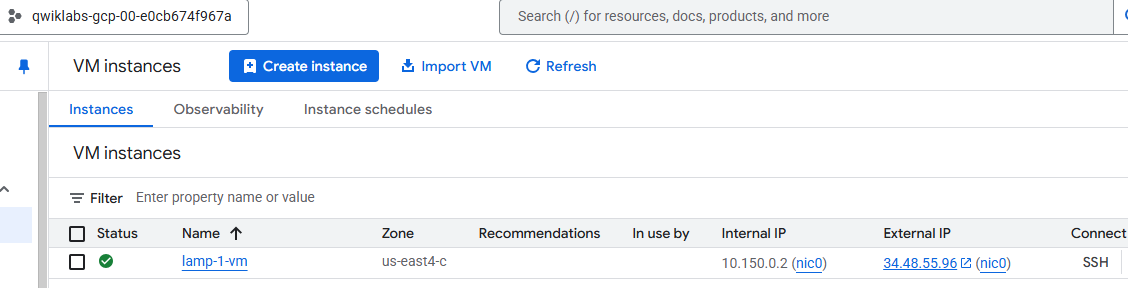 qwiklabs-gcp-00-e0cb674f967a
Search (/) for resources, docs, products, and more
VM instances
Create instance
Import VM
Refresh
Instances
Observability
Instance schedules
VM instances
Filter
Enter property name or value
Status
Name
Zone
Recommendations
In use by
Internal IP
External IP
Connect
lamp-1-vm
us-east4-c
10.150.0.2 (nic0)
34.48.55.96 (nic0)
SSH